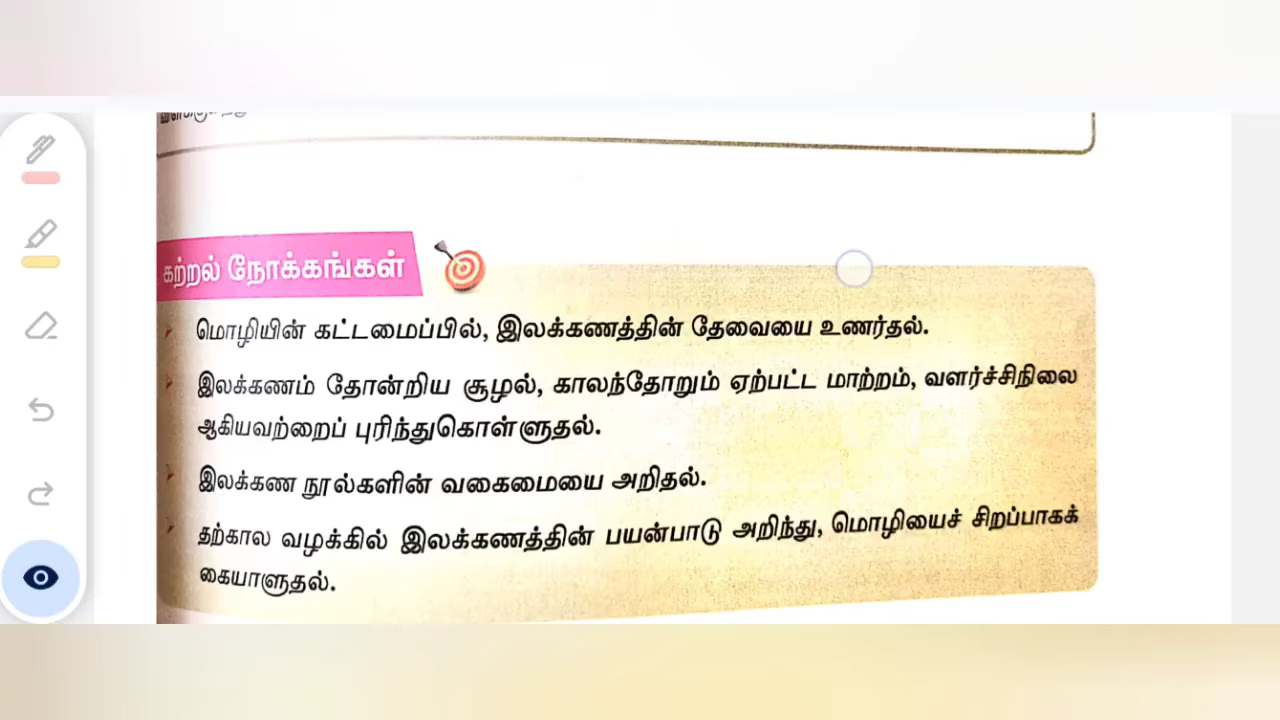 கற்றல் நோக்கங்கள்
மொழியின் கட்டமைப்பில், இலக்கணத்தின் தேவையை உணர்தல்.
இலக்கணம் தோன்றிய சூழல், காலந்தோறும் ஏற்பட்ட மாற்றம், வளர்ச்சிநிலை
ஆகியவற்றைப் புரிந்துகொள்ளுதல்.
இலக்கண நூல்களின் வகைமையை அறிதல்.
தற்கால வழக்கில் இலக்கணத்தின் பயன்பாடு அறிந்து, மொழியைச் சிறப்பாகக்
கையாளுதல்.